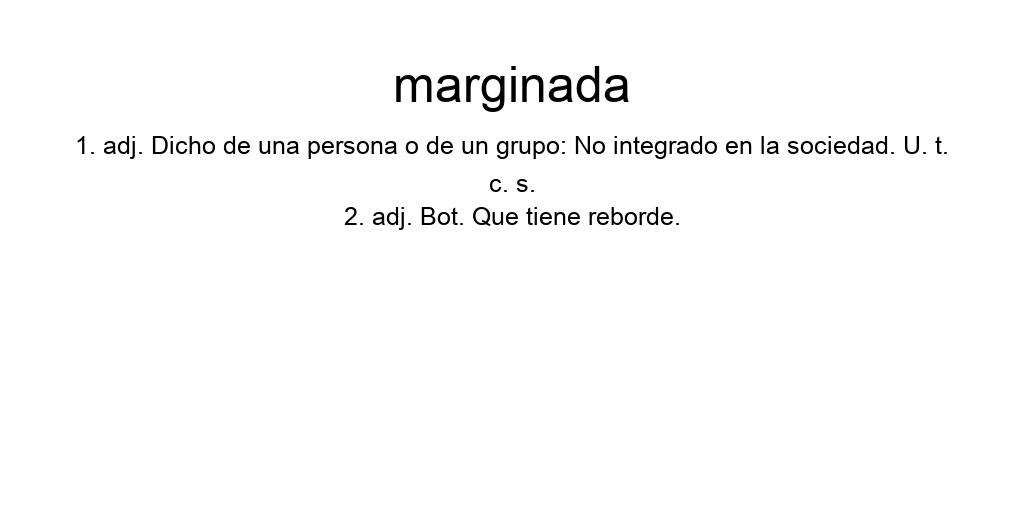 marginada
1. adj. Dicho de una persona o de un grupo: No integrado en la sociedad. U. t.
c. s.
2. adj. Bot. Que tiene reborde.